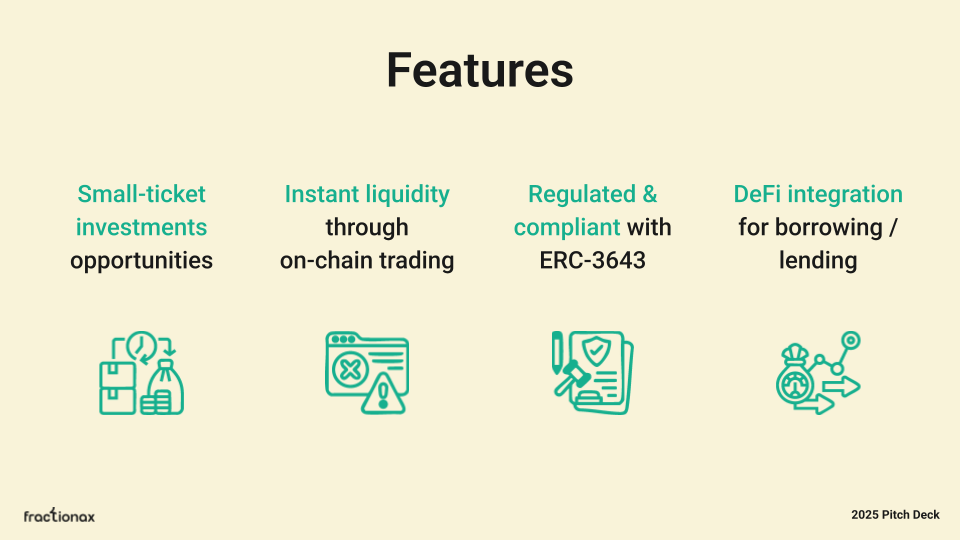 Features
Small-ticket
investments
opportunities
Instant liquidity
through
on-chain trading
Regulated &
compliant with
ERC-3643
DeFi integration
for borrowing /
lending
fractionax
2025 Pitch Deck